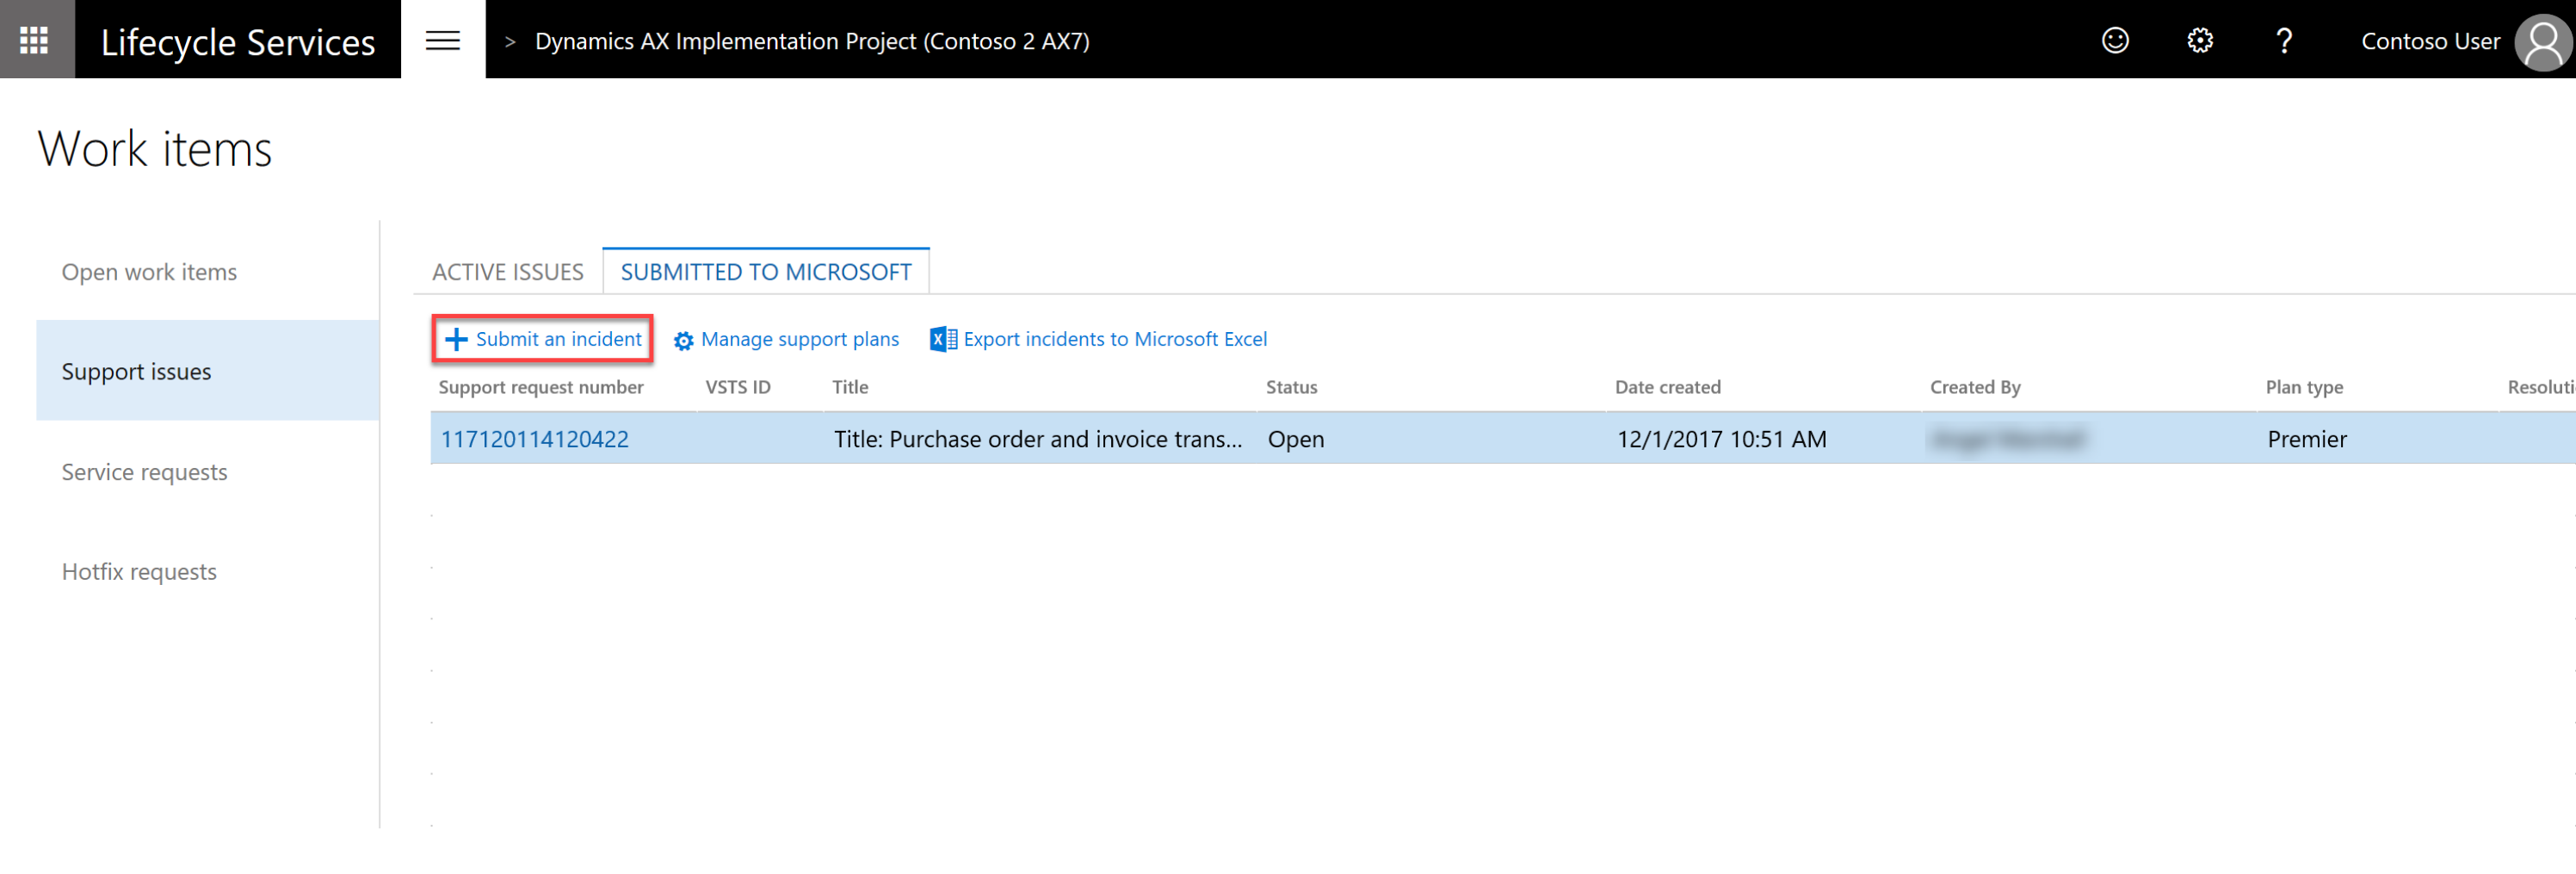 Lifecycle Services > Dynamics AX Implementation Project (Contoso 2 AX7) ? Contoso User
Work items
Open work items
Support issues
Service requests
Hotfix requests
ACTIVE ISSUES SUBMITTED TO MICROSOFT
Submit an incident Manage support plans Export incidents to Microsoft Excel
Support request number VSTS ID Title Status Date created Created By Plan type Resoluti
117120114120422 Title: Purchase order and invoice trans... Open 12/1/2017 10:51 AM Premier